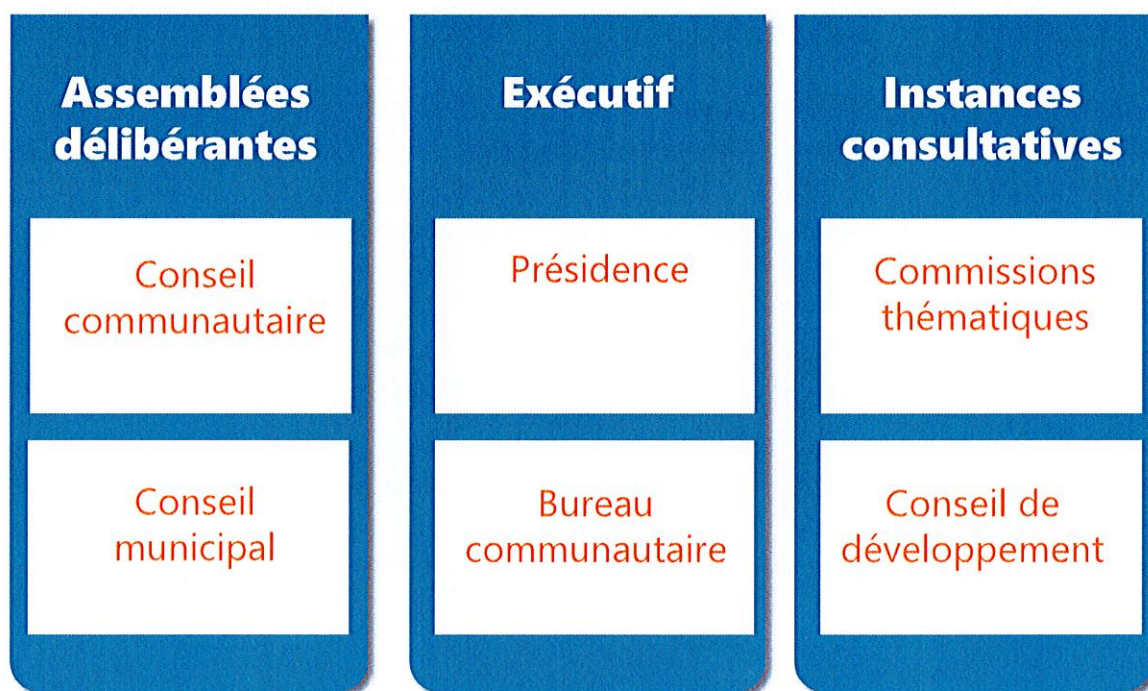 Assemblées
délibérantes
Conseil
communautaire
Conseil
municipal
Exécutif
Présidence
Bureau
communautaire
Instances
consultatives
Commissions
thématiques
Conseil de
développement